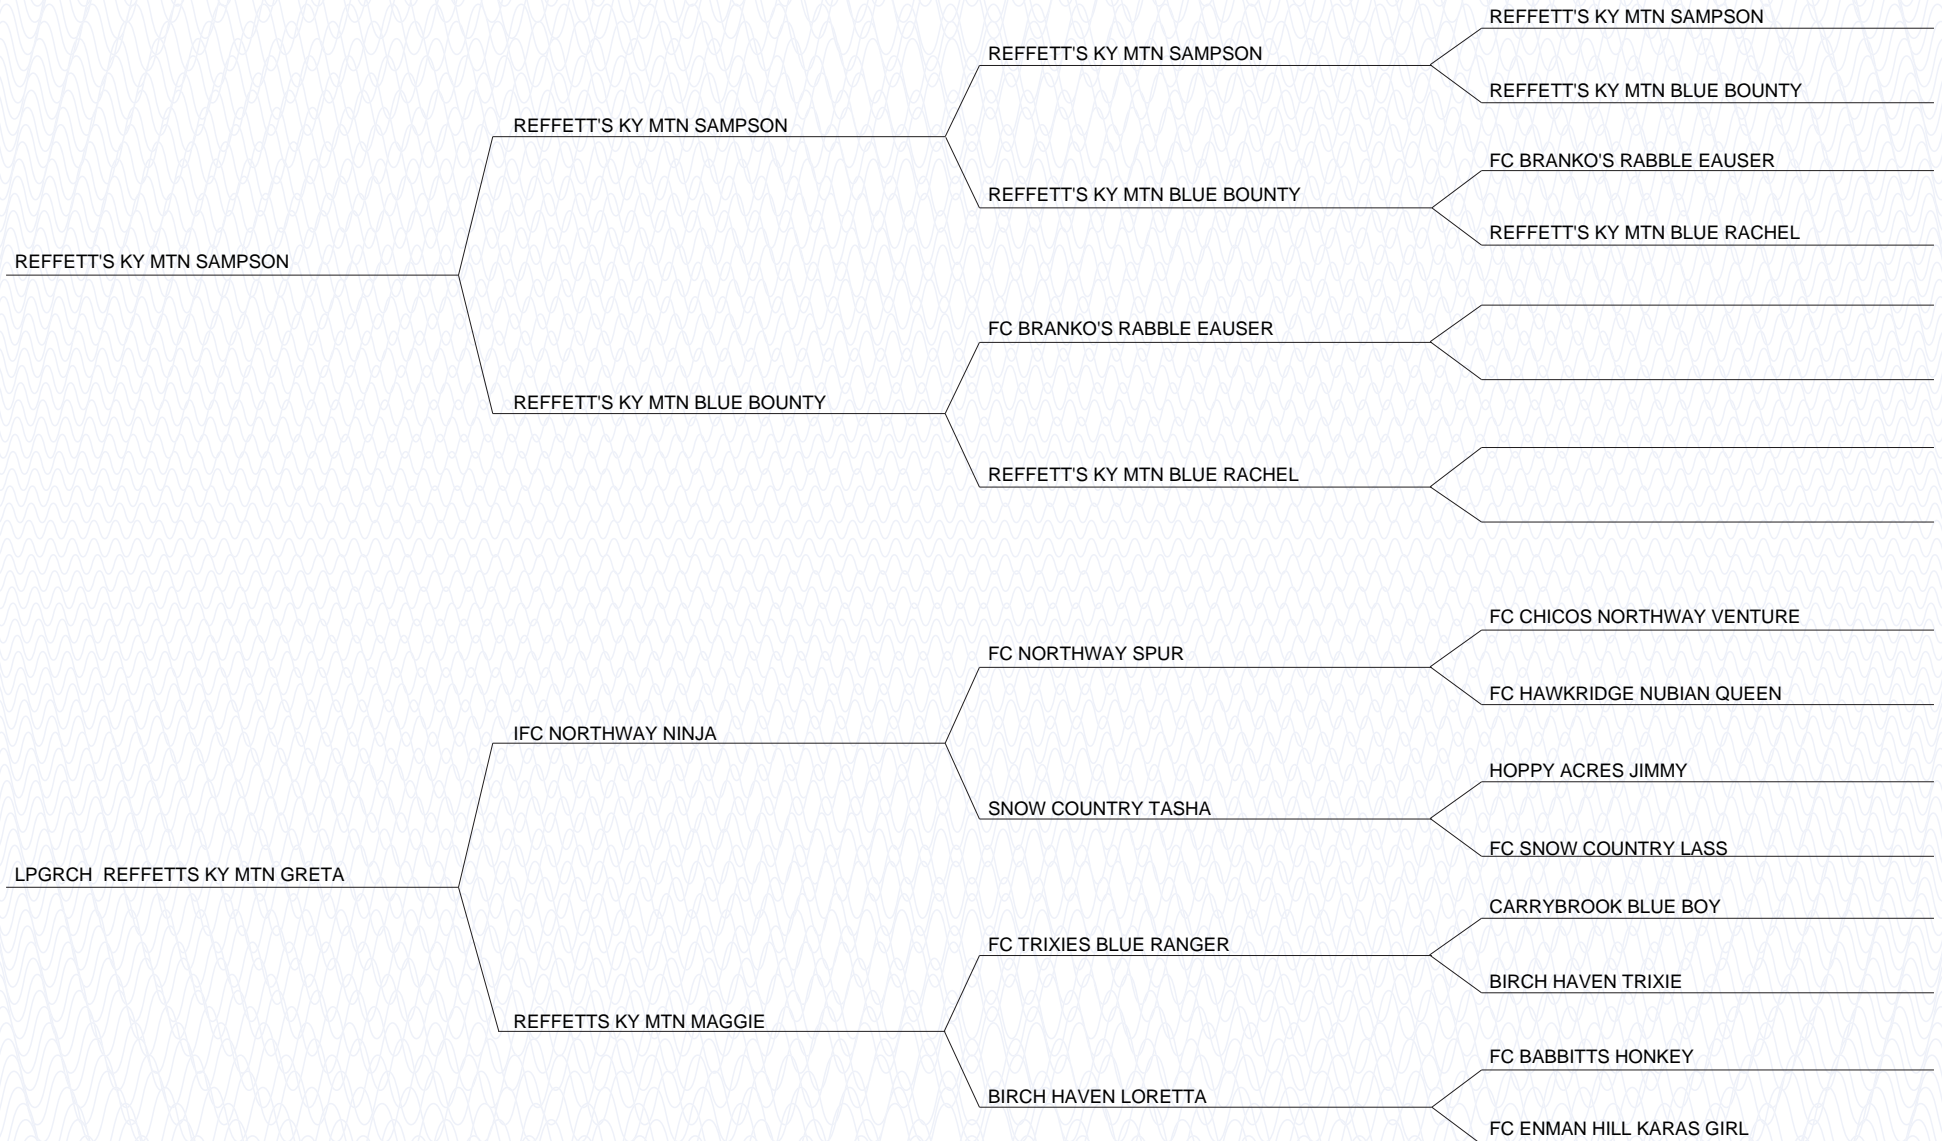 REFFETT'S KY MTN SAMPSON
REFFETT'S KY MTN SAMPSON
REFFETT'S KY MTN SAMPSON
REFFETT'S KY MTN SAMPSON
REFFETT'S KY MTN BLUE BOUNTY
REFFETT'S KY MTN BLUE BOUNTY
FC BRANKO'S RABBLE EAUSER
REFFETT'S KY MTN BLUE RACHEL
REFFETT'S KY MTN BLUE BOUNTY
FC BRANKO'S RABBLE EAUSER
REFFETT'S KY MTN BLUE RACHEL
LPGRCH  REFFETTS KY MTN GRETA
IFC NORTHWAY NINJA
FC NORTHWAY SPUR
FC CHICOS NORTHWAY VENTURE
FC HAWKRIDGE NUBIAN QUEEN
SNOW COUNTRY TASHA
HOPPY ACRES JIMMY
FC SNOW COUNTRY LASS
REFFETTS KY MTN MAGGIE
FC TRIXIES BLUE RANGER
CARRYBROOK BLUE BOY
BIRCH HAVEN TRIXIE
BIRCH HAVEN LORETTA
FC BABBITTS HONKEY
FC ENMAN HILL KARAS GIRL